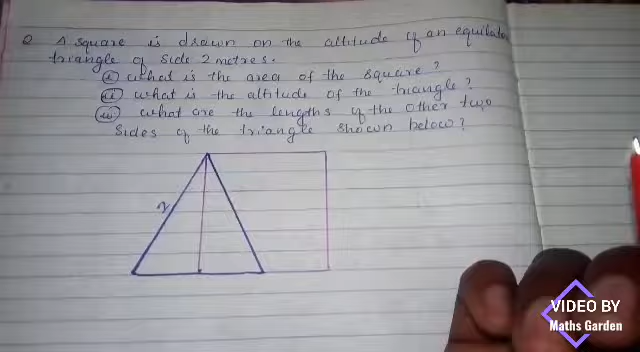 Q A square is drawn on the altitude of an equilate
triangle of side 2 metres.
(i) What is the area of the square?
(ii) What is the altitude of the triangle?
(iii) What are the lengths of the other two
sides of the triangle shown below?
2
VIDEO BY
Maths Garden